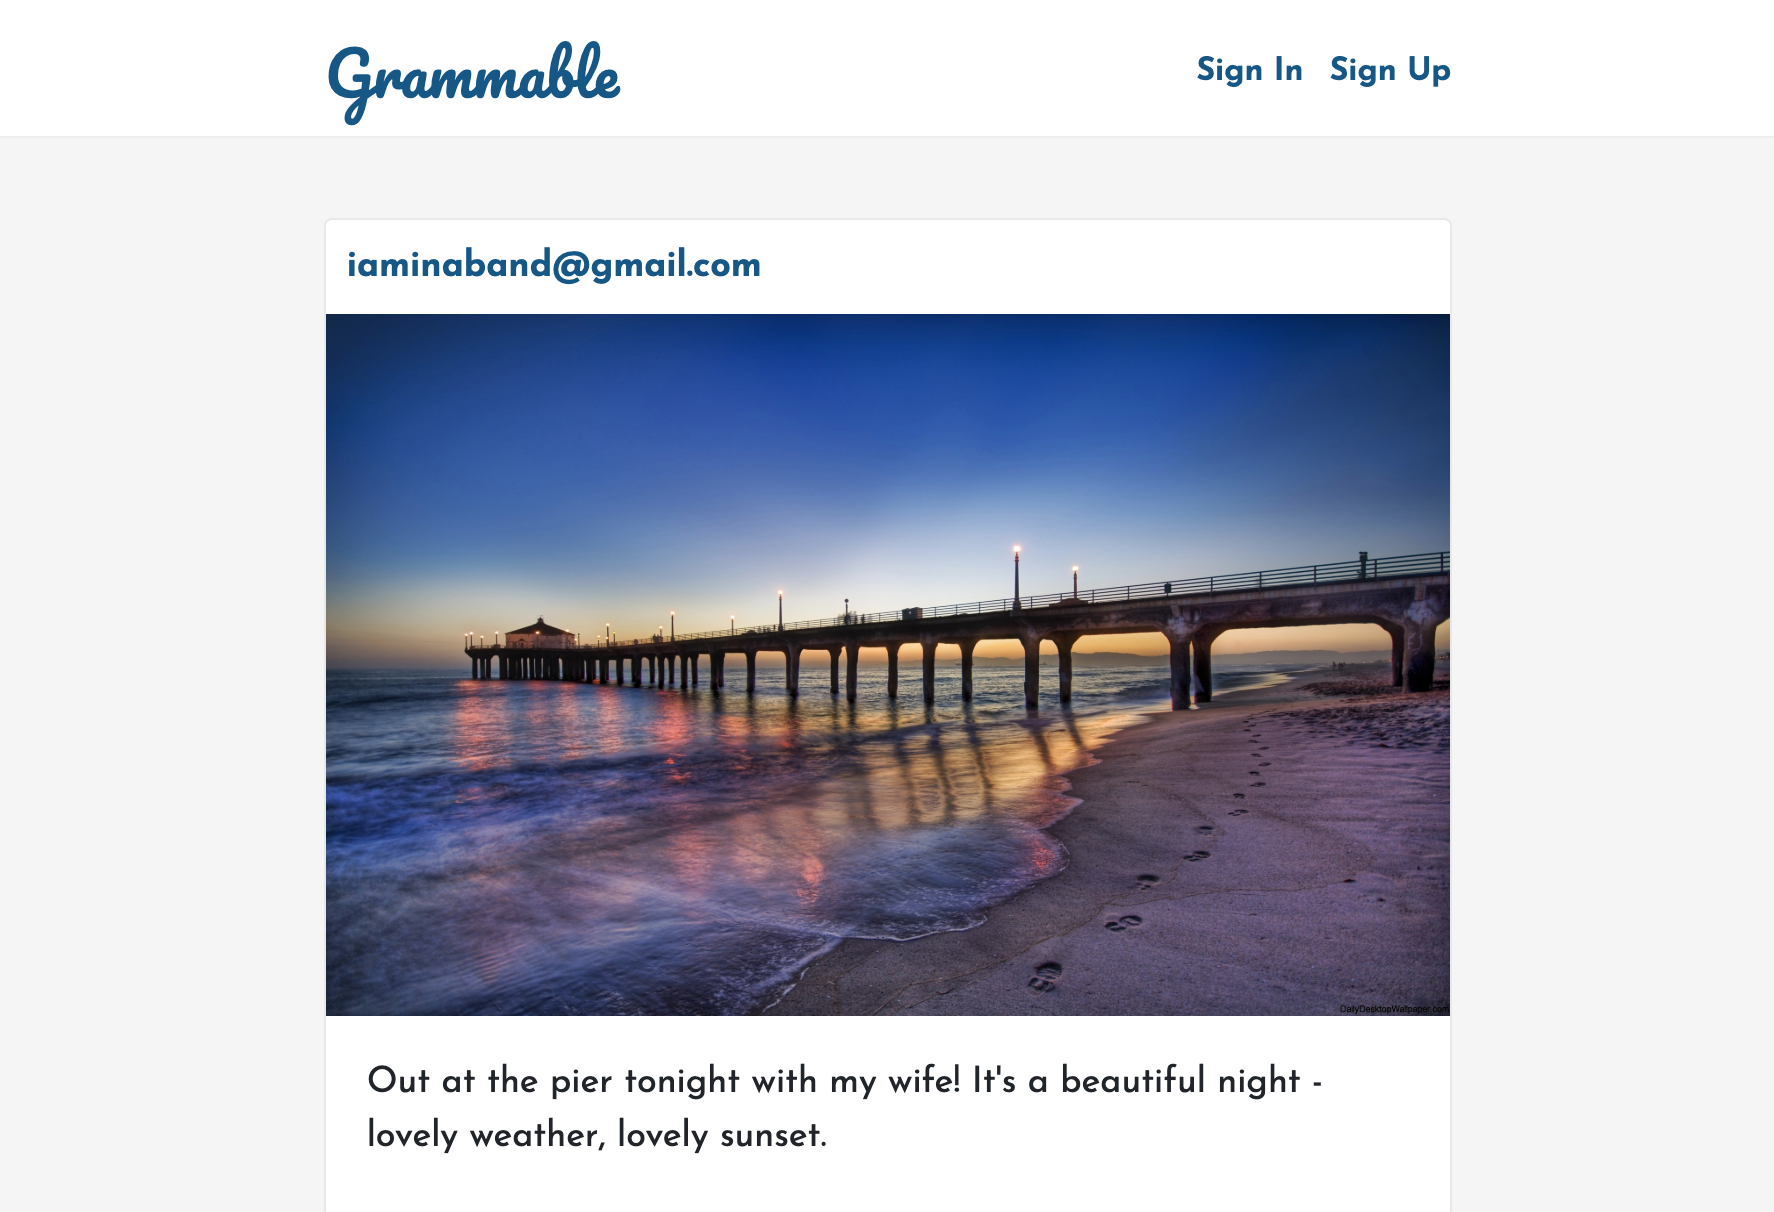 Grammable
Sign In Sign Up
iaminaband@gmail.com
DailyDesktopWallpaper.com
Out at the pier tonight with my wife! It's a beautiful night -
lovely weather, lovely sunset.